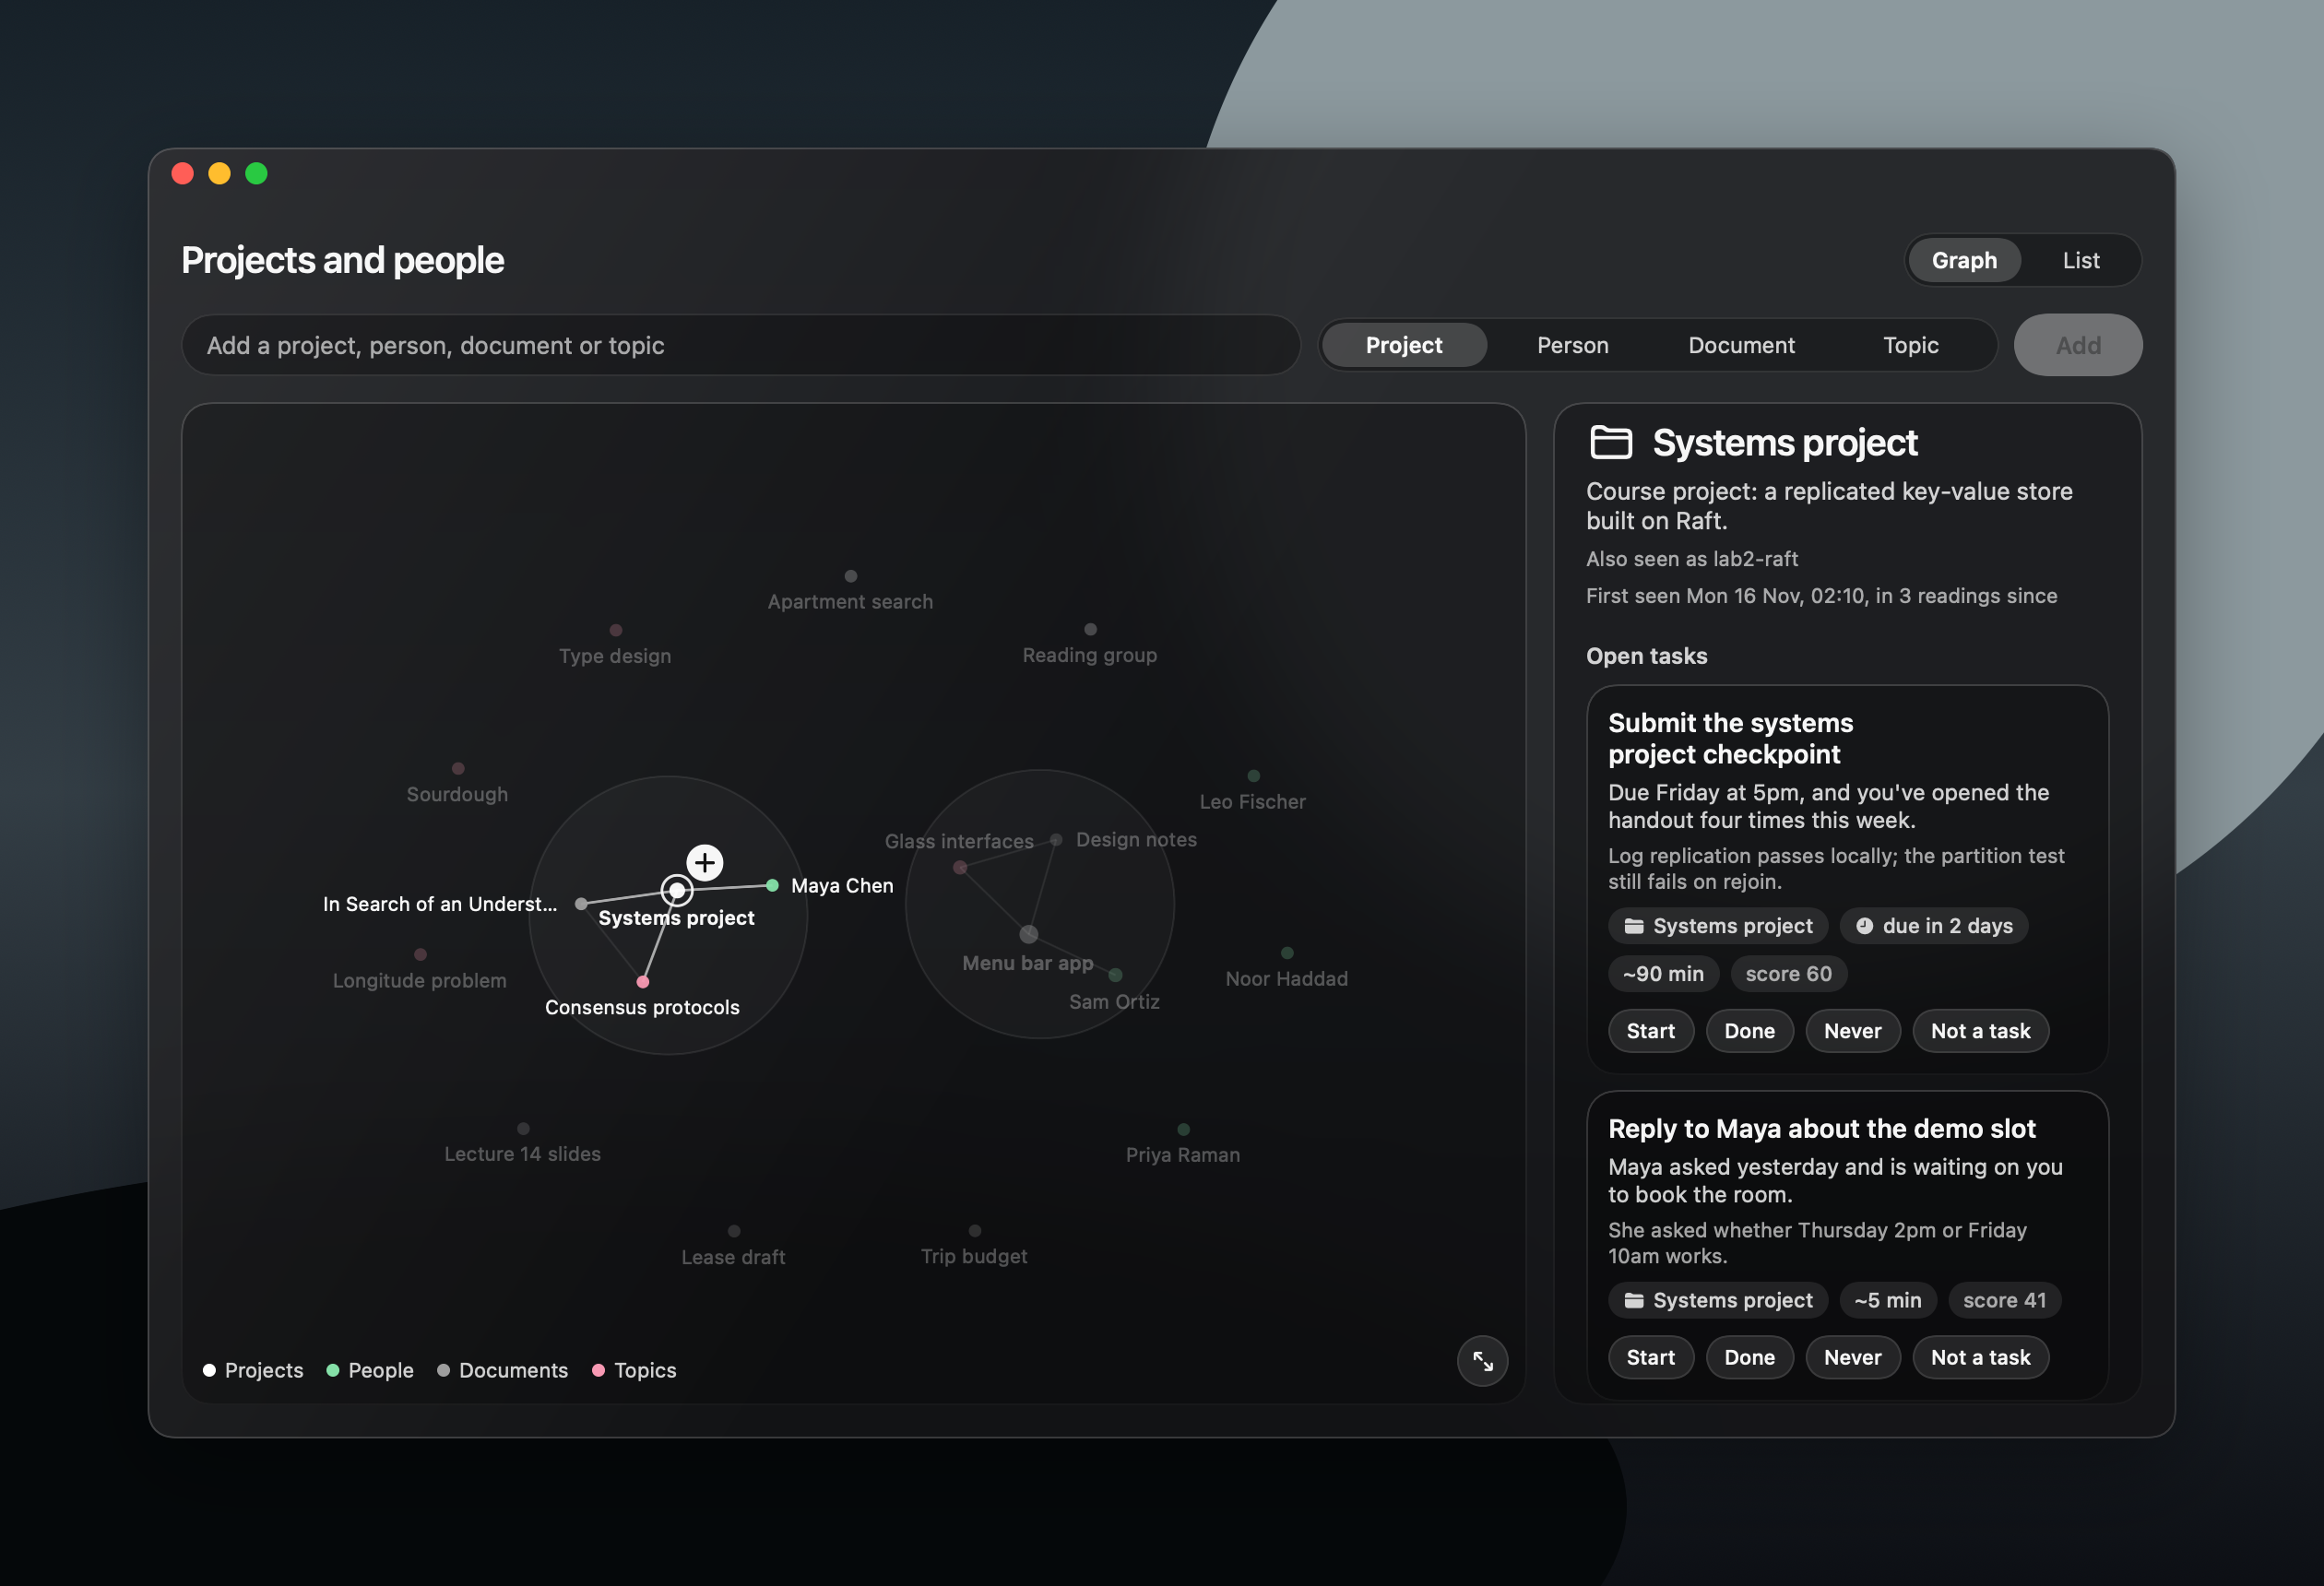 Projects and people
Graph
List
Add a project, person, document or topic
Project
Person
Document
Topic
Add
Apartment search
Type design
Reading group
Sourdough
Leo Fischer
Glass interfaces
Design notes
Maya Chen
In Search of an Underst...
Systems project
Menu bar app
Longitude problem
Noor Haddad
Sam Ortiz
Consensus protocols
Lecture 14 slides
Priya Raman
Lease draft
Trip budget
Projects
People
Documents
Topics
Systems project
Course project: a replicated key-value store
built on Raft.
Also seen as lab2-raft
First seen Mon 16 Nov, 02:10, in 3 readings since
Open tasks
Submit the systems
project checkpoint
Due Friday at 5pm, and you've opened the
handout four times this week.
Log replication passes locally; the partition test
still fails on rejoin.
Systems project
due in 2 days
~90 min
score 60
Start
Done
Never
Not a task
Reply to Maya about the demo slot
Maya asked yesterday and is waiting on you
to book the room.
She asked whether Thursday 2pm or Friday
10am works.
Systems project
~5 min
score 41
Start
Done
Never
Not a task